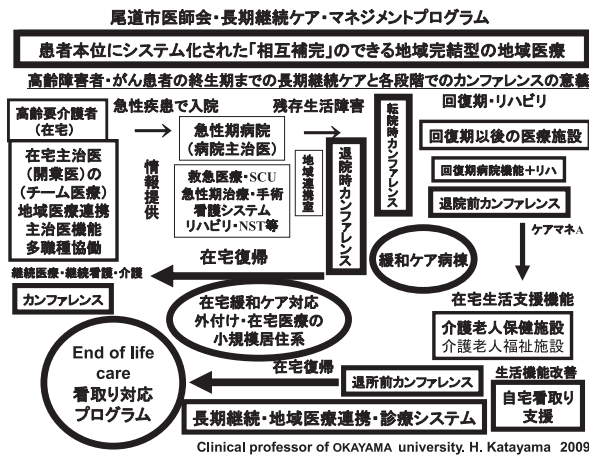 尾道市医師会・長期継続ケア・マネジメントプログラム
患者本位にシステム化された「相互補完」のできる地域完結型の地域医療
高齢障害者・がん患者の終生期までの長期継続ケアと各段階でのカンファレンスの意義
高齢要介護者
(在宅)
在宅主治医
(開業医)の
(チーム医療)
地域医療連携
主治医機能
多職種協働
急性疾患で入院
情報提供
急性期病院
(病院主治医)
救急医療・SCU
急性期治療・手術
看護システム
リハビリ・NST等
残存生活障害
地域連携室
退院時カンファレンス
転院時カンファレンス
回復期・リハビリ
回復期以後の医療施設
回復期病院機能+リハ
退院前カンファレンス
ケアマネA
在宅復帰
緩和ケア病棟
継続医療・継続看護・介護
カンファレンス
在宅緩和ケア対応
外付け・在宅医療の
小規模居住系
在宅生活支援機能
介護老人保健施設
介護老人福祉施設
End of life
care
看取り対応
プログラム
在宅復帰
退所前カンファレンス
生活機能改善
自宅看取り
支援
長期継続・地域医療連携・診療システム
Clinical professor of OKAYAMA university. H. Katayama 2009